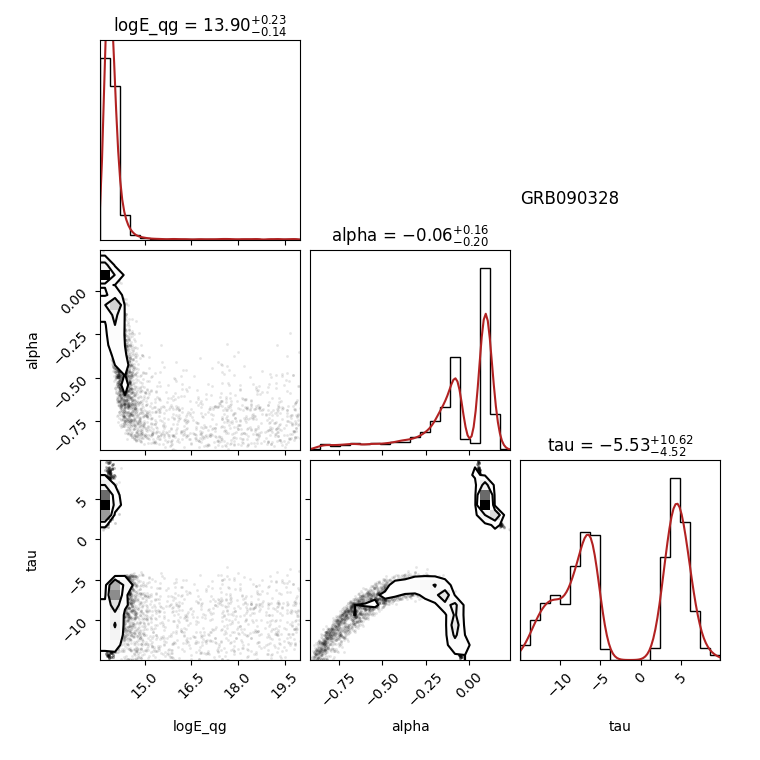 logE_qg = 13.90+0.23−0.14
GRB090328
alpha = −0.06+0.16−0.20
0.00
−0.25
−0.50
−0.75
alpha
tau = −5.53+10.62−4.52
5
0
−5
−10
tau
15.0 16.5 18.0 19.5
−0.75 −0.50 −0.25 0.00
−10 −5 0 5
logE_qg alpha tau